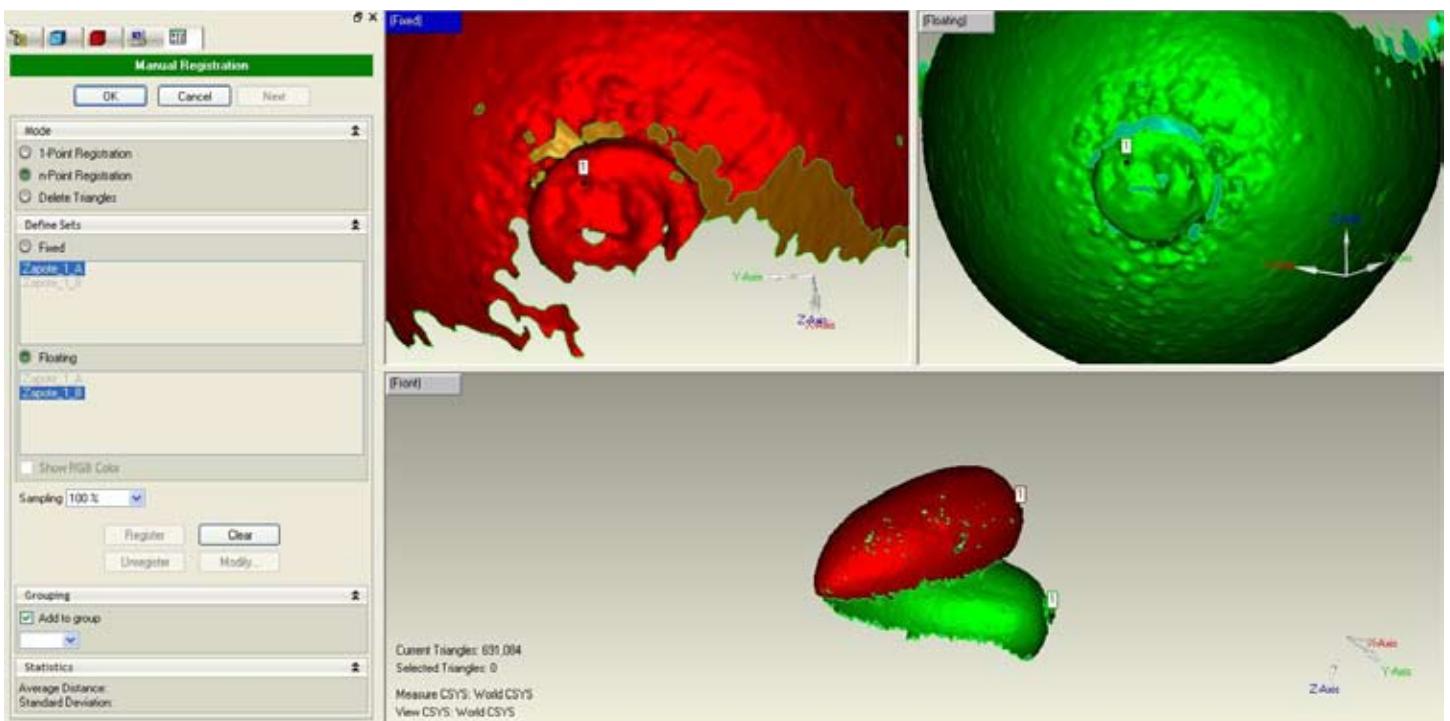 Manual Registration
OK Cancel Next
Mode
1-Point Registration
n-Point Registration
Delete Triangles
Define Sets
Fixed
Zapote_1_A
Zapote_1_B
Floating
Zapote_1_A
Zapote_1_B
Show RGB Color
Sampling 100 %
Register Clear
Unregister Modify...
Grouping
Add to group
Statistics
Average Distance:
Standard Deviation:
(Fixed)
1
Y-Axis
Z-Axis
(Floating)
1
(Front)
1
1
Current Triangles: 691,084
Selected Triangles: 0
Measure CSYS: World CSYS
View CSYS: World CSYS
X-Axis
Y-Axis
Z-Axis